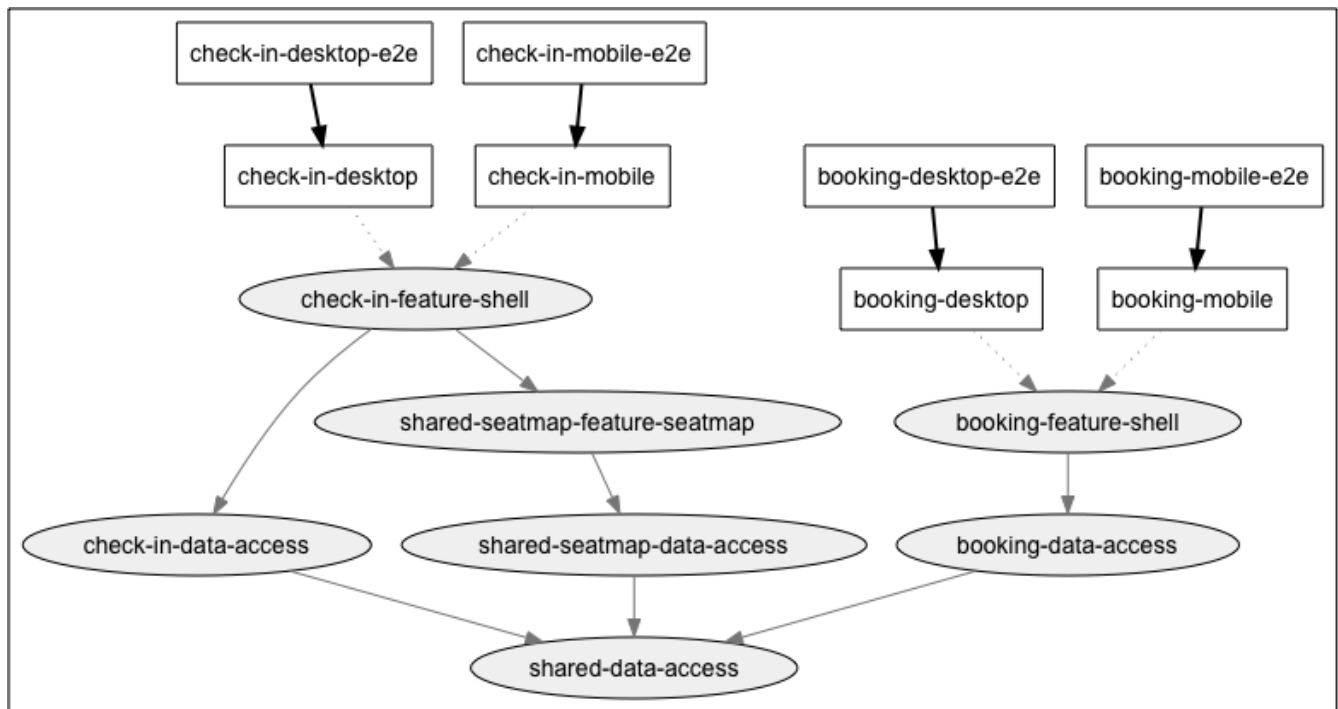 check-in-desktop-e2e
check-in-mobile-e2e
check-in-desktop
check-in-mobile
booking-desktop-e2e
booking-mobile-e2e
check-in-feature-shell
booking-desktop
booking-mobile
shared-seatmap-feature-seatmap
booking-feature-shell
check-in-data-access
shared-seatmap-data-access
booking-data-access
shared-data-access